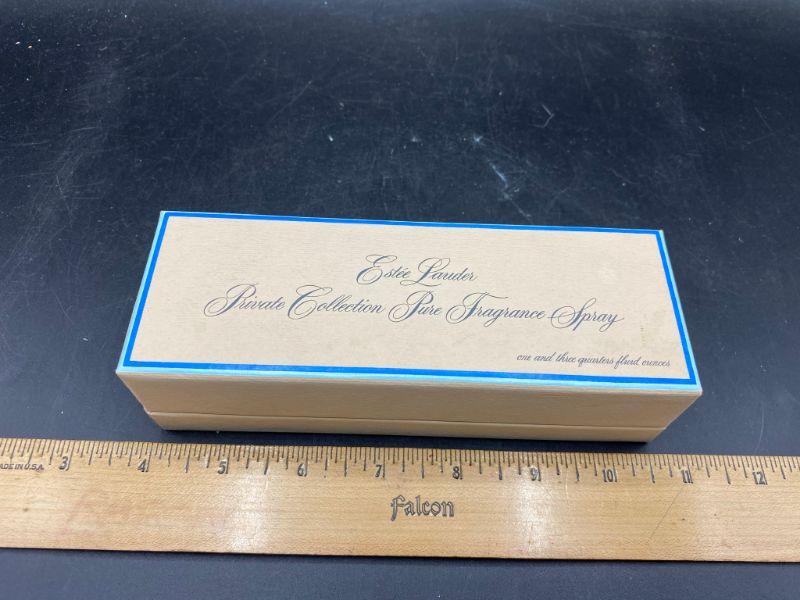 Estée Lauder
Private Collection Pure Fragrance Spray
one and three quarters fluid ounces
MADE IN U.S.A. 3 4 5 6 7 8 9 10 11 12
Falcon